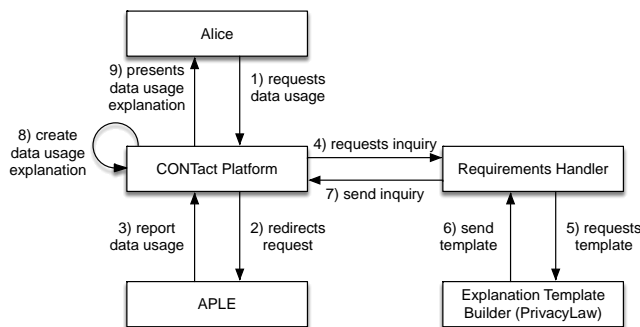 Alice
9) presents
data usage
explanation
1) requests
data usage
8) create
data usage
explanation
CONTact Platform
4) requests inquiry
7) send inquiry
Requirements Handler
3) report
data usage
2) redirects
request
6) send
template
5) requests
template
APLE
Explanation Template
Builder (PrivacyLaw)